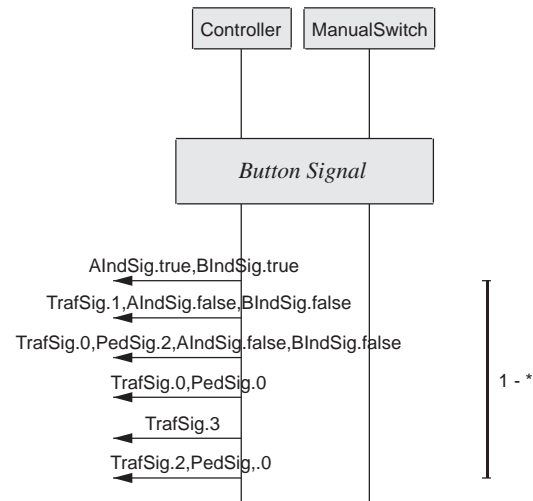 Controller
ManualSwitch
Button Signal
AIndSig.true,BIndSig.true
TrafSig.1,AIndSig.false,BIndSig.false
TrafSig.0,PedSig.2,AIndSig.false,BIndSig.false
TrafSig.0,PedSig.0
1 - *
TrafSig.3
TrafSig.2,PedSig,.0